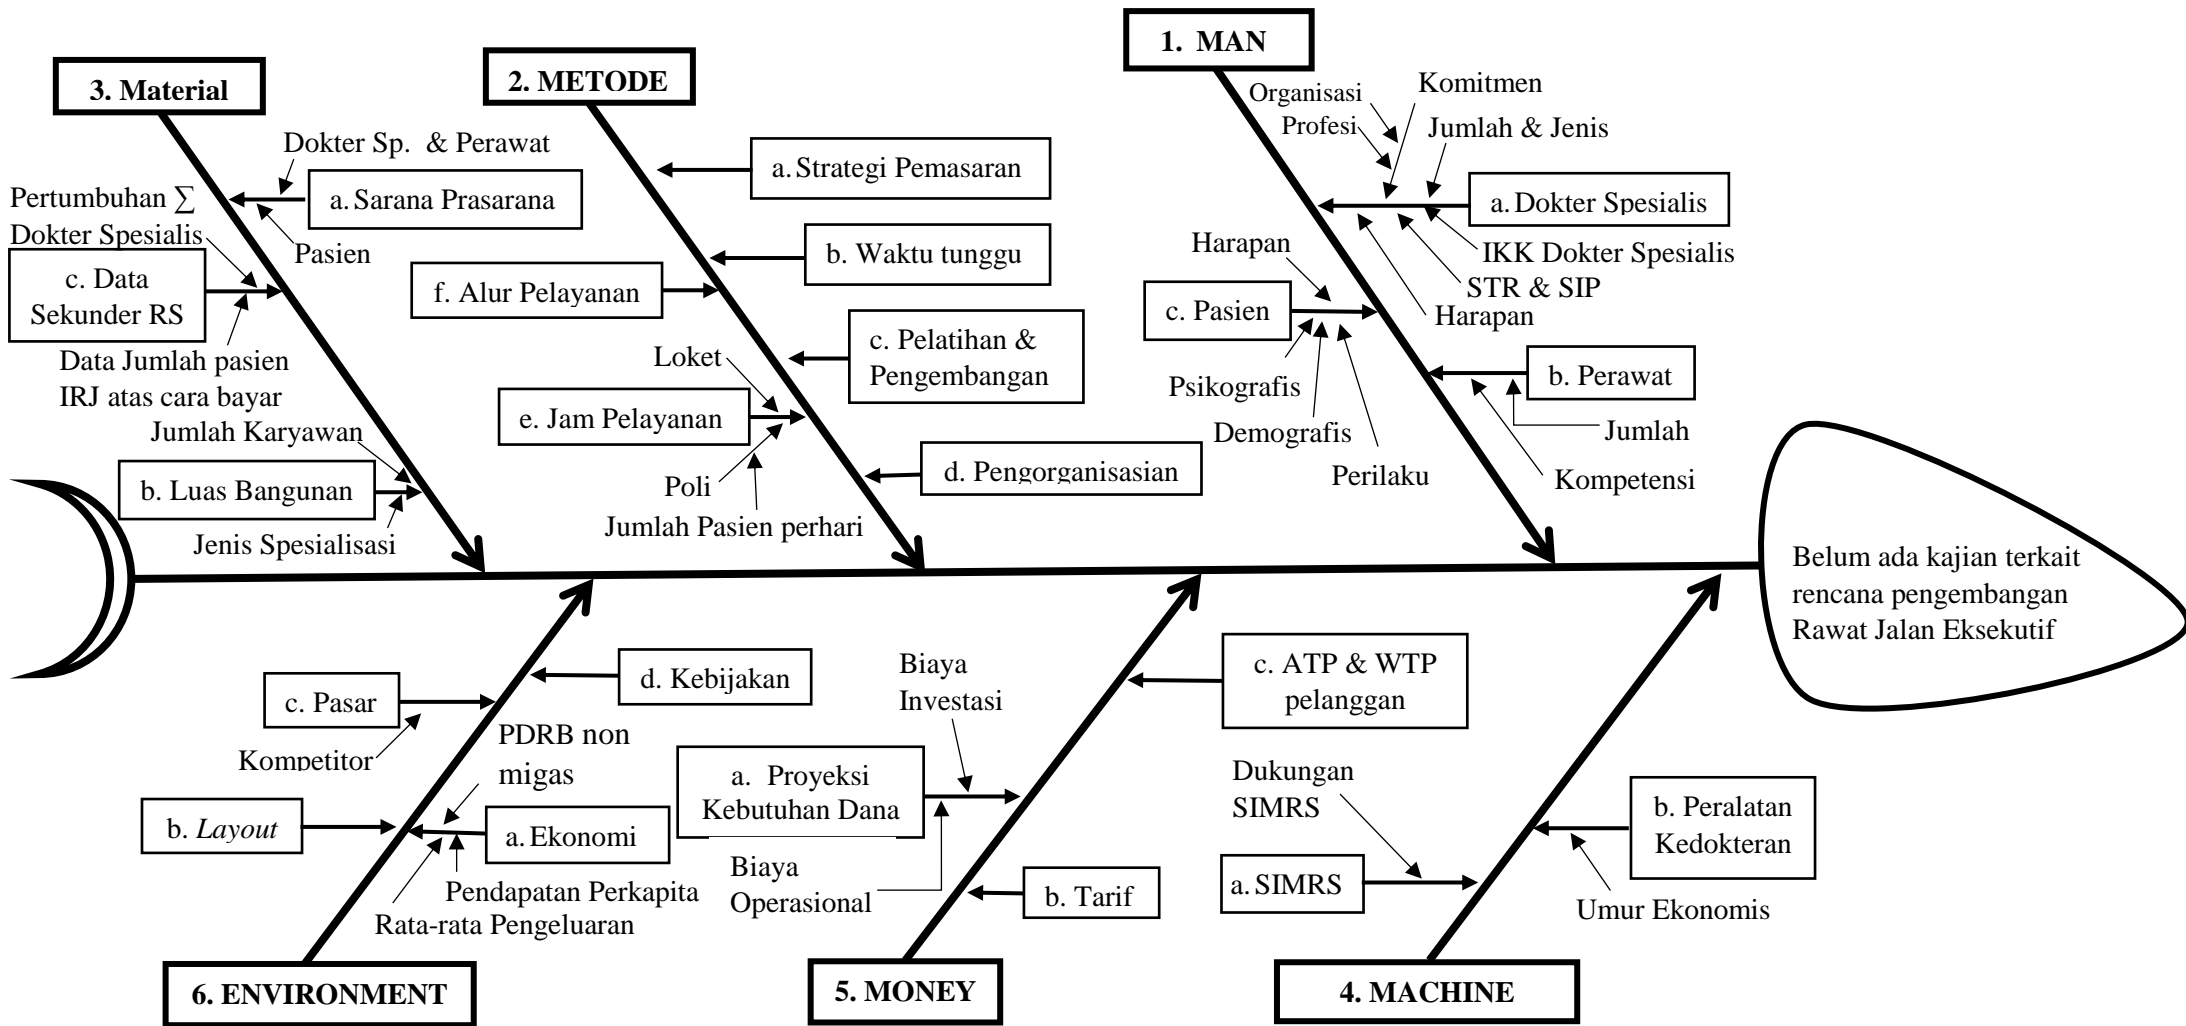 1. MAN
3. Material
2. METODE
Organisasi
Profesi
Komitmen
Jumlah & Jenis
a. Dokter Spesialis
IKK Dokter Spesialis
STR & SIP
Harapan
Harapan
c. Pasien
Psikografis
Demografis
Perilaku
b. Perawat
Jumlah
Kompetensi
a. Strategi Pemasaran
b. Waktu tunggu
f. Alur Pelayanan
c. Pelatihan &
Pengembangan
Loket
e. Jam Pelayanan
Poli
Jumlah Pasien perhari
d. Pengorganisasian
Dokter Sp. & Perawat
a. Sarana Prasarana
Pasien
Pertumbuhan ∑
Dokter Spesialis
c. Data
Sekunder RS
Data Jumlah pasien
IRJ atas cara bayar
Jumlah Karyawan
b. Luas Bangunan
Jenis Spesialisasi
Belum ada kajian terkait
rencana pengembangan
Rawat Jalan Eksekutif
d. Kebijakan
c. Pasar
Kompetitor
PDRB non
migas
b. Layout
a. Ekonomi
Pendapatan Perkapita
Rata-rata Pengeluaran
6. ENVIRONMENT
Biaya
Investasi
c. ATP & WTP
pelanggan
a. Proyeksi
Kebutuhan Dana
Biaya
Operasional
b. Tarif
5. MONEY
Dukungan
SIMRS
a. SIMRS
b. Peralatan
Kedokteran
Umur Ekonomis
4. MACHINE